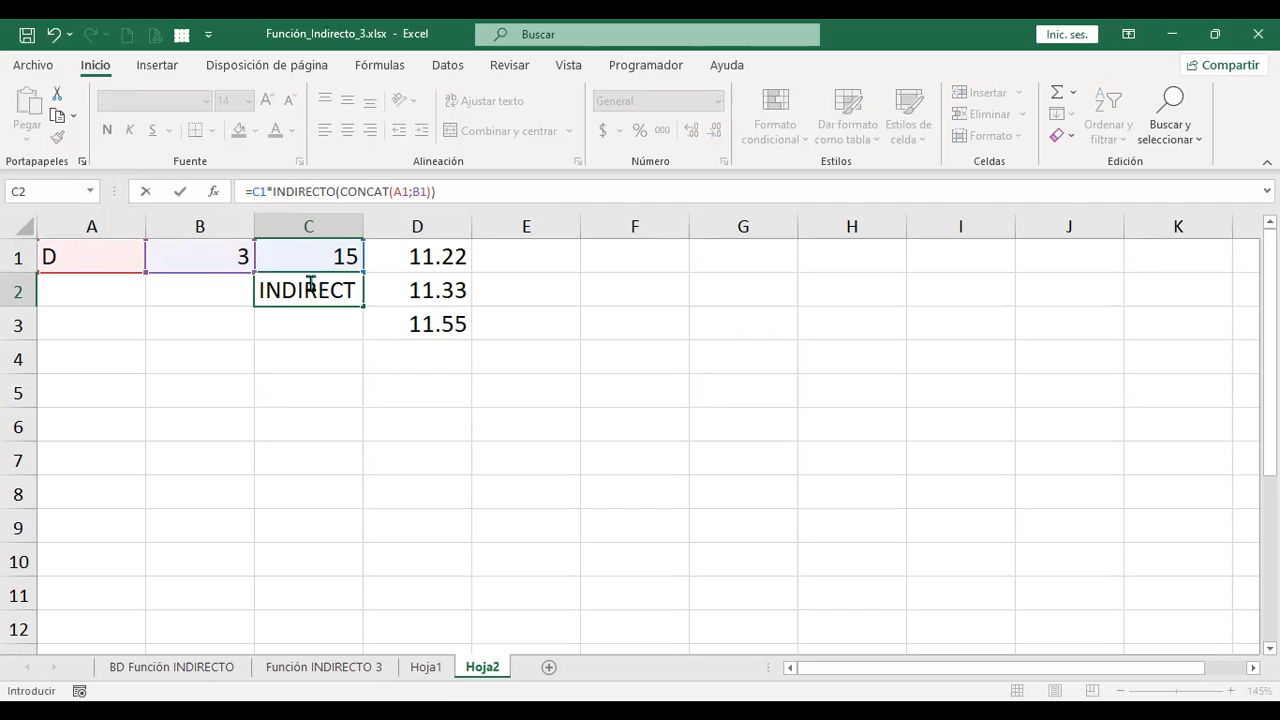 Función_Indirecto_3.xlsx - Excel
Buscar
Inic. ses.
Archivo Inicio Insertar Disposición de página Fórmulas Datos Revisar Vista Programador Ayuda Compartir
Pegar
14
N K S
Ajustar texto
Combinar y centrar
General
$ % 000
Formato condicional
Dar formato como tabla
Estilos de celda
Insertar
Eliminar
Formato
Ordenar y filtrar
Buscar y seleccionar
Portapapeles Fuente Alineación Número Estilos Celdas Edición
C2 fx =C1*INDIRECTO(CONCAT(A1;B1))
A B C D E F G H I J K
1 D 3 15 11.22
2 INDIRECT 11.33
3 11.55
4
5
6
7
8
9
10
11
12
BD Función INDIRECTO Función INDIRECTO 3 Hoja1 Hoja2
Introducir 145%